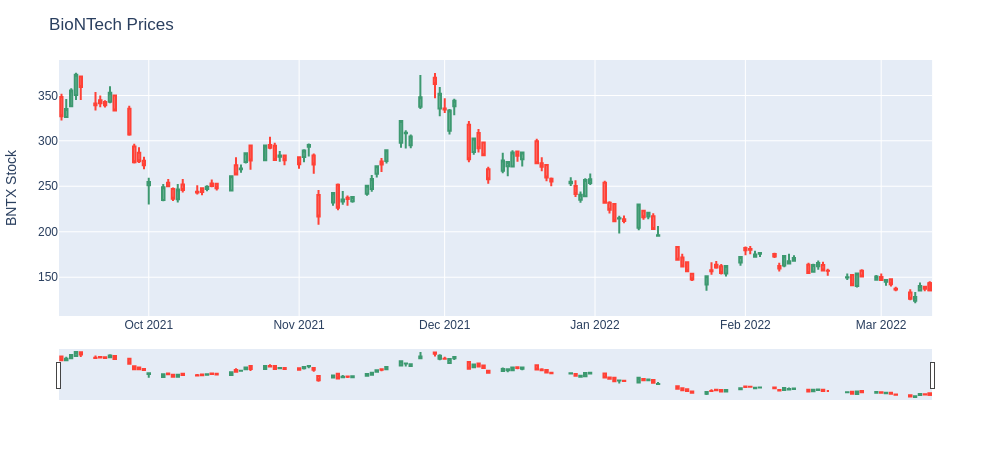 BioNTech Prices
BNTX Stock
350
300
250
200
150
Oct 2021
Nov 2021
Dec 2021
Jan 2022
Feb 2022
Mar 2022